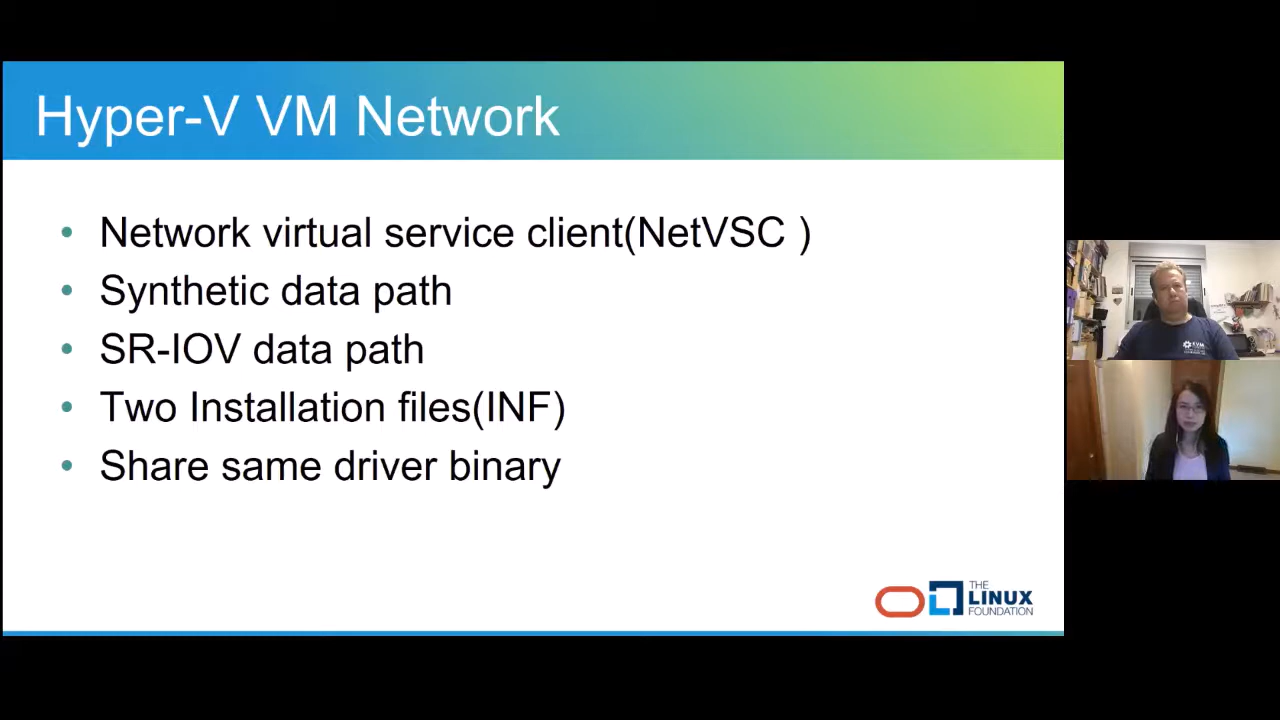 Hyper-V VM Network
• Network virtual service client(NetVSC )
• Synthetic data path
• SR-IOV data path
• Two Installation files(INF)
• Share same driver binary
THE
LINUX
FOUNDATION
KVM